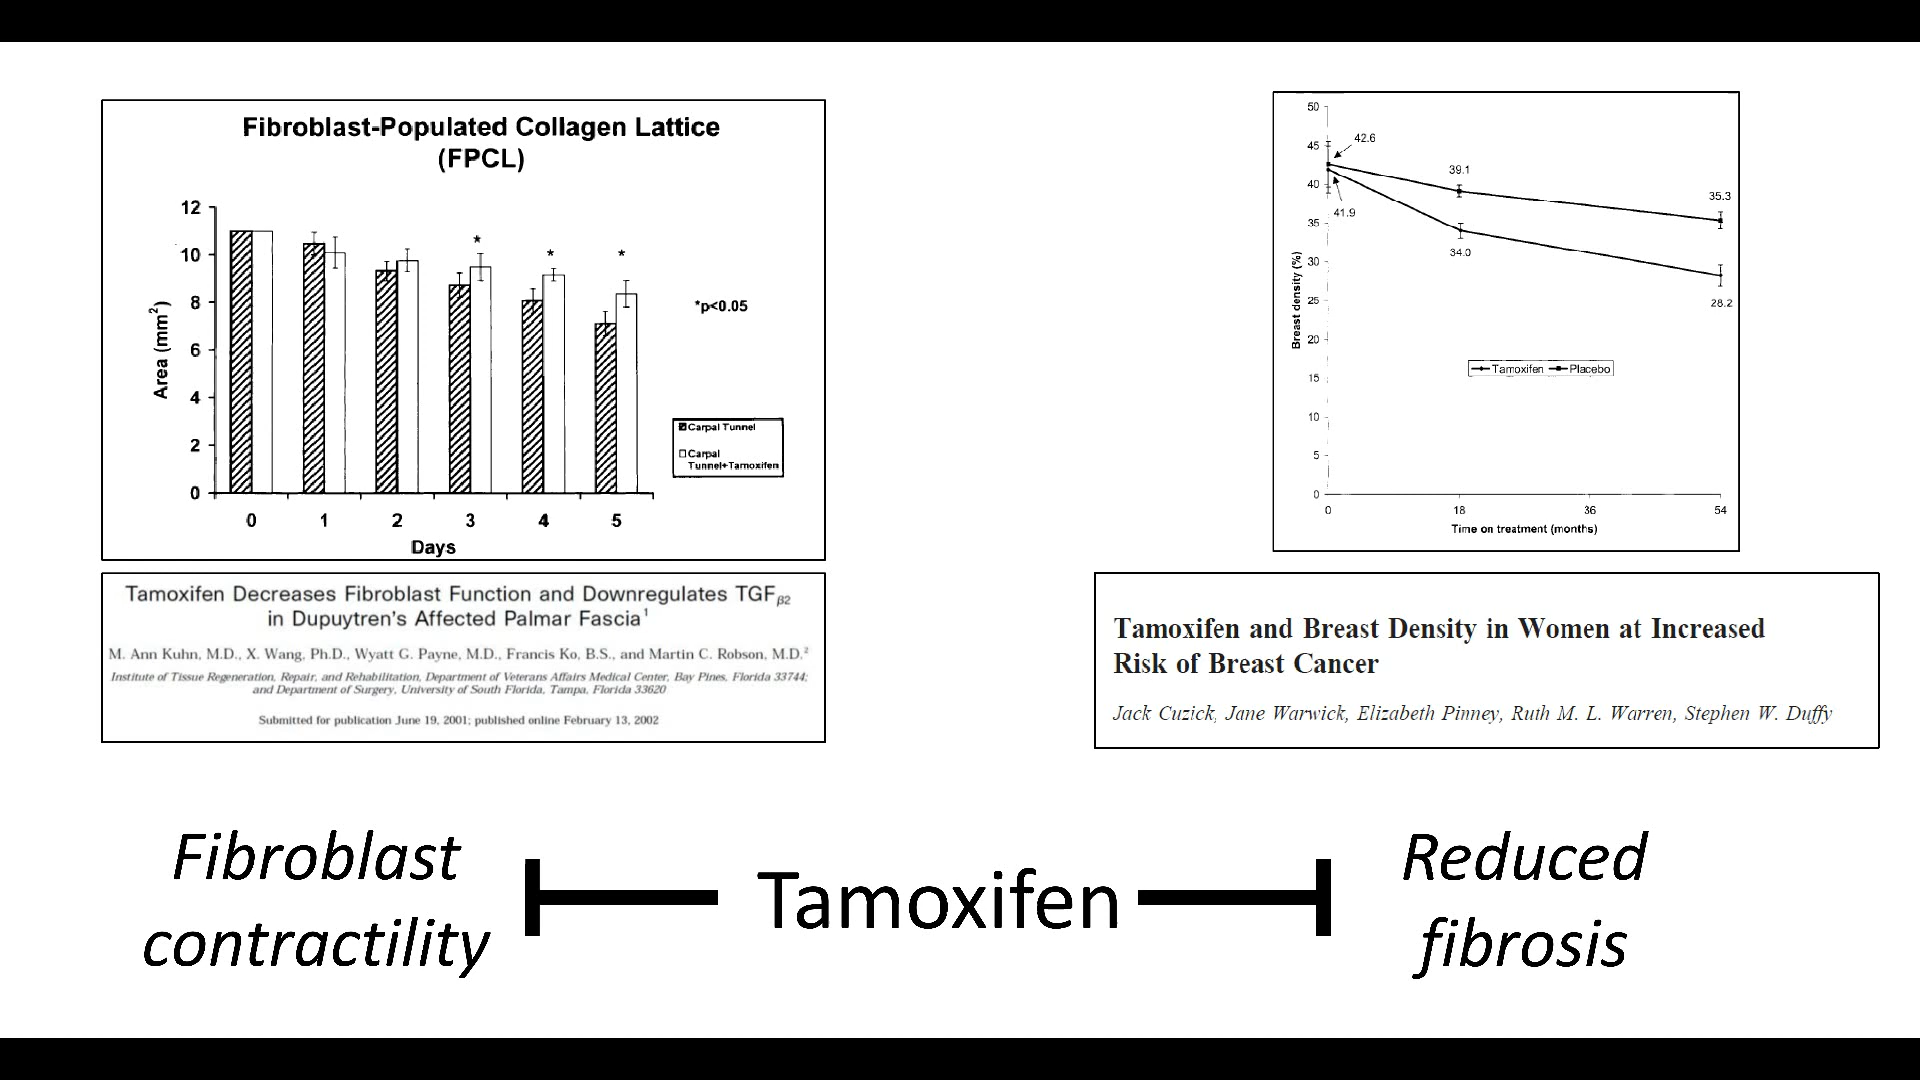 Fibroblast-Populated Collagen Lattice
(FPCL)
12
10
8
6
4
2
0
Area (mm²)
* * *
*p<0.05
Carpal Tunnel
Carpal
Tunnel+Tamoxifen
0 1 2 3 4 5
Days
Tamoxifen Decreases Fibroblast Function and Downregulates TGFβ2
in Dupuytren's Affected Palmar Fascia¹
M. Ann Kuhn, M.D., X. Wang, Ph.D., Wyatt G. Payne, M.D., Francis Ko, B.S., and Martin C. Robson, M.D.²
Institute of Tissue Regeneration, Repair, and Rehabilitation, Department of Veterans Affairs Medical Center, Bay Pines, Florida 33744;
and Department of Surgery, University of South Florida, Tampa, Florida 33620
Submitted for publication June 19, 2001; published online February 13, 2002
50
45
40
35
30
25
20
15
10
5
0
Breast density (%)
42.6
39.1
35.3
41.9
34.0
28.2
Tamoxifen Placebo
0 18 36 54
Time on treatment (months)
Tamoxifen and Breast Density in Women at Increased
Risk of Breast Cancer
Jack Cuzick, Jane Warwick, Elizabeth Pinney, Ruth M. L. Warren, Stephen W. Duffy
Fibroblast
contractility
Tamoxifen
Reduced
fibrosis